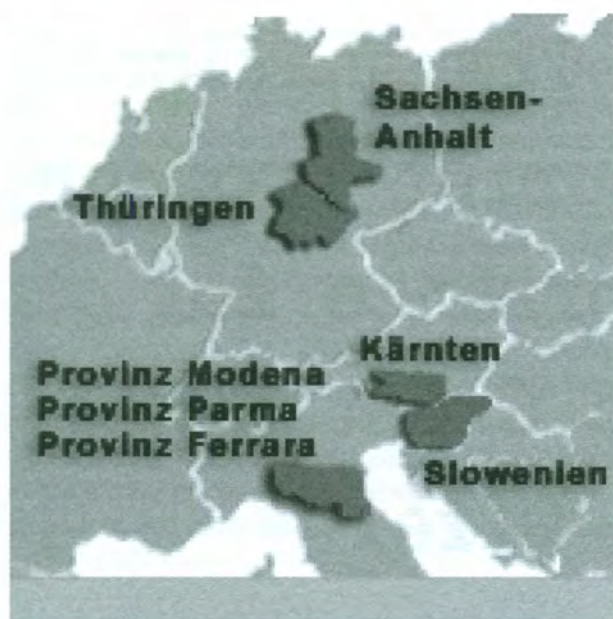 Sachsen-
Anhalt
Thüringen
Kärnten
Provinz Modena
Provinz Parma
Provinz Ferrara
Slowenien